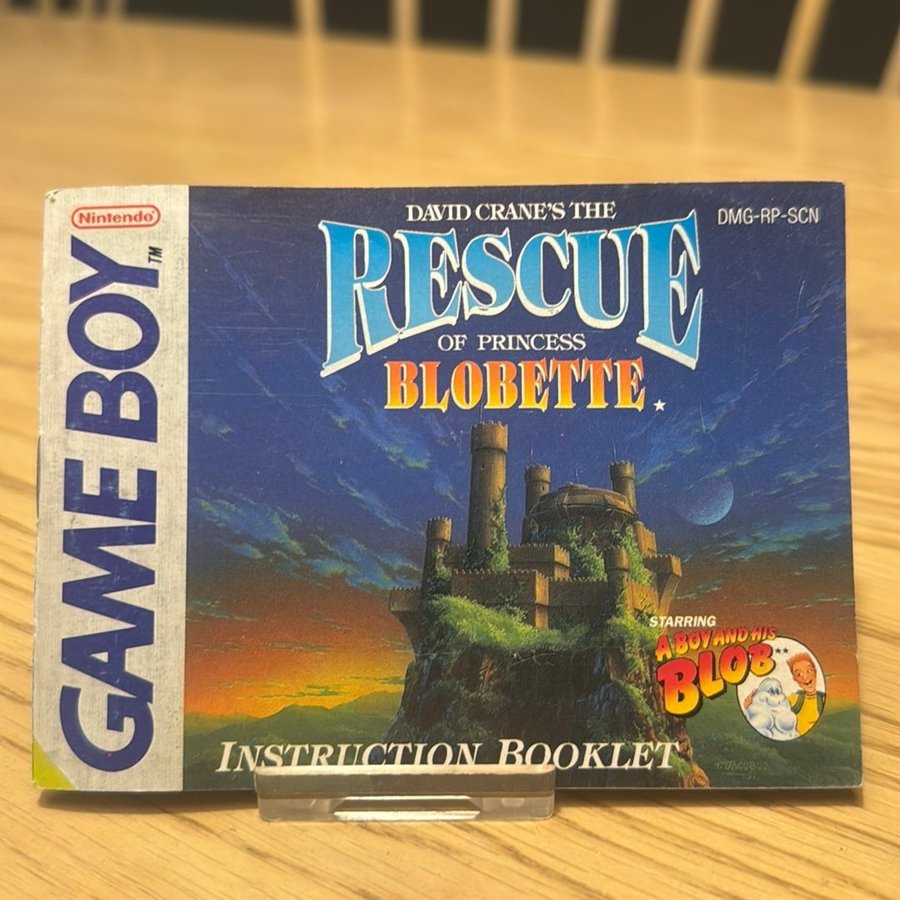 Nintendo®
GAME BOY™
DAVID CRANE'S THE
RESCUE
OF PRINCESS
BLOBETTE★
DMG-RP-SCN
STARRING
A BOY AND HIS
BLOB★★
INSTRUCTION BOOKLET
T. JACOBUS